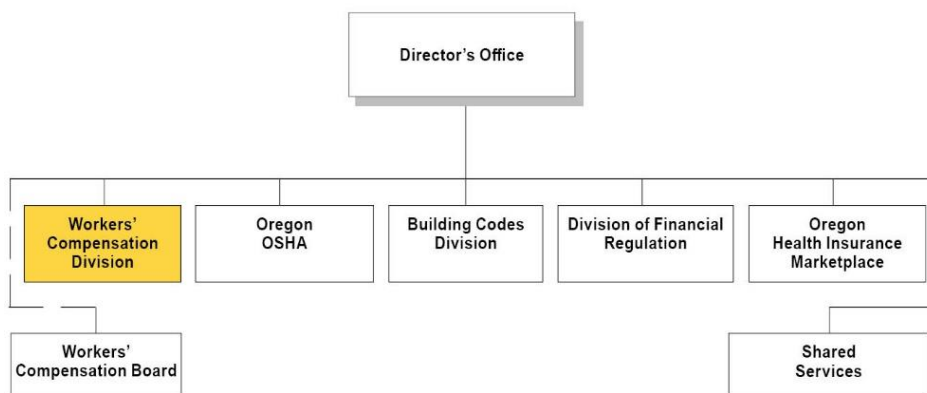 Director's Office
Workers'
Compensation
Division
Oregon
OSHA
Building Codes
Division
Division of Financial
Regulation
Oregon
Health Insurance
Marketplace
Workers'
Compensation Board
Shared
Services